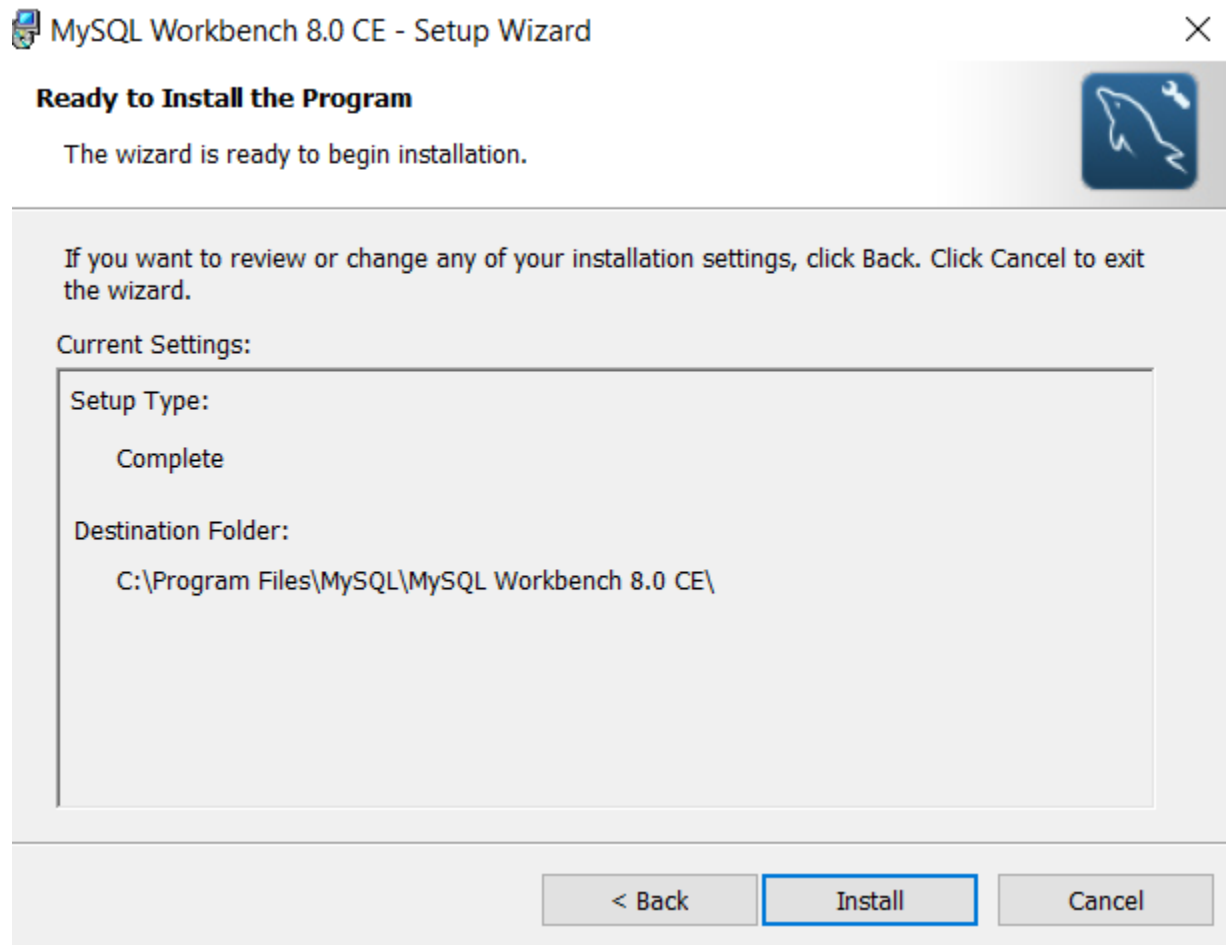 MySQL Workbench 8.0 CE - Setup Wizard
Ready to Install the Program
The wizard is ready to begin installation.
If you want to review or change any of your installation settings, click Back. Click Cancel to exit
the wizard.
Current Settings:
Setup Type:
Complete
Destination Folder:
C:\Program Files\MySQL\MySQL Workbench 8.0 CE\
< Back
Install
Cancel